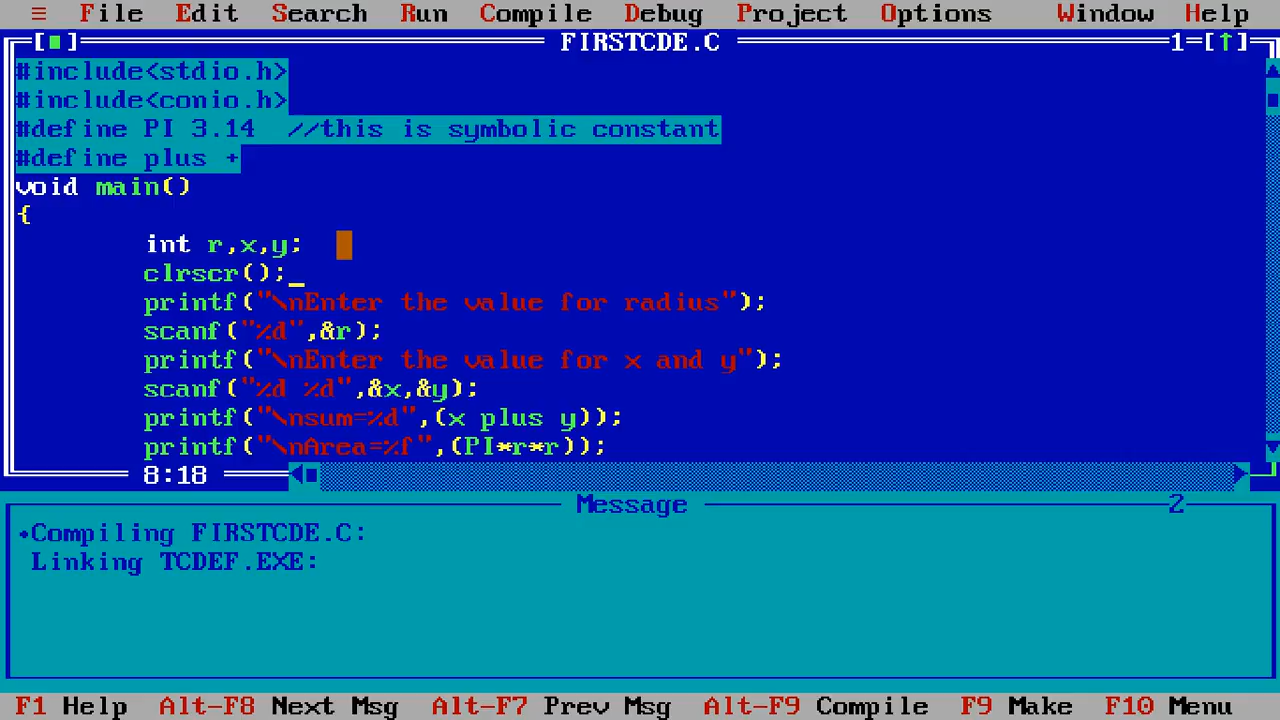 ≡ File Edit Search Run Compile Debug Project Options Window Help
[■] FIRSTCDE.C 1=[↑]
#include<stdio.h>
#include<conio.h>
#define PI 3.14  //this is symbolic constant
#define plus +
void main()
{
int r,x,y;
clrscr();
printf("\nEnter the value for radius");
scanf("%d",&r);
printf("\nEnter the value for x and y");
scanf("%d %d",&x,&y);
printf("\nsum=%d",(x plus y));
printf("\nArea=%f",(PI*r*r));
8:18
Message 2
•Compiling FIRSTCDE.C:
Linking TCDEF.EXE:
F1 Help Alt-F8 Next Msg Alt-F7 Prev Msg Alt-F9 Compile F9 Make F10 Menu